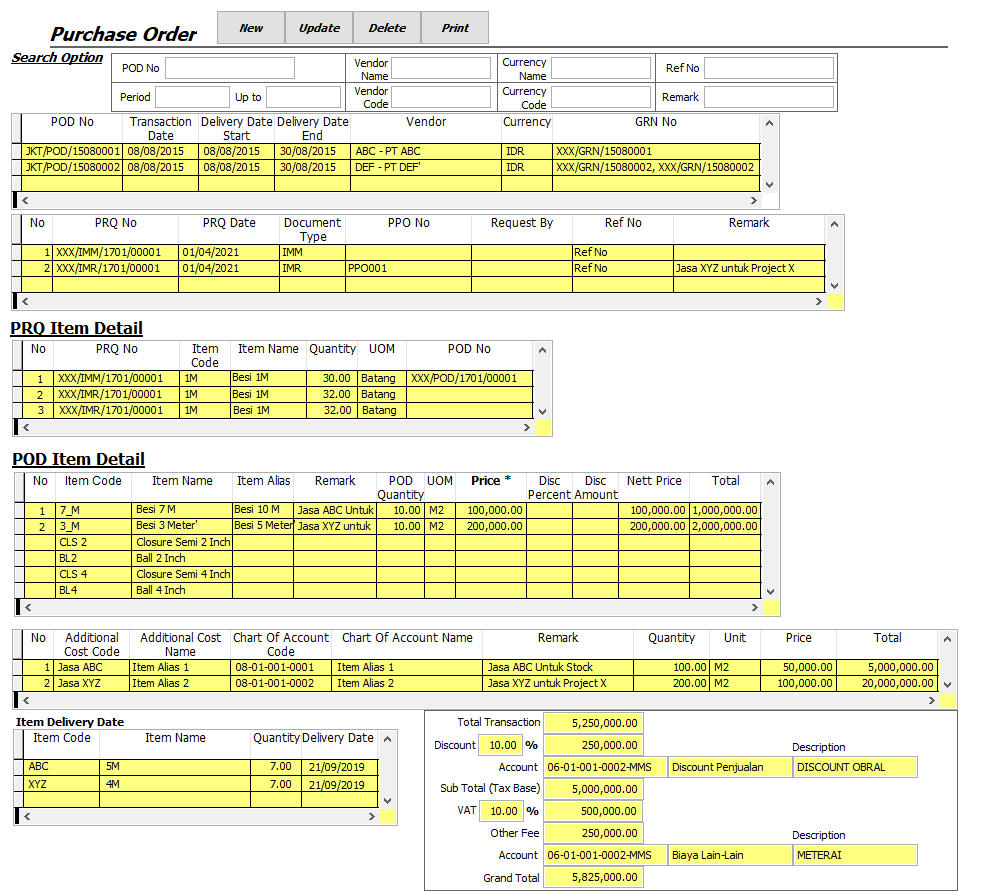 Purchase Order
New Update Delete Print
Search Option
POD No Vendor Name Currency Name Ref No
Period Up to Vendor Code Currency Code Remark
POD No Transaction Date Delivery Date Start Delivery Date End Vendor Currency GRN No
JKT/POD/15080001 08/08/2015 08/08/2015 30/08/2015 ABC - PT ABC IDR XXX/GRN/15080001
JKT/POD/15080002 08/08/2015 08/08/2015 30/08/2015 DEF - PT DEF' IDR XXX/GRN/15080002, XXX/GRN/15080002
No PRQ No PRQ Date Document Type PPO No Request By Ref No Remark
1 XXX/IMM/1701/00001 01/04/2021 IMM Ref No
2 XXX/IMR/1701/00001 01/04/2021 IMR PPO001 Ref No Jasa XYZ untuk Project X
PRQ Item Detail
No PRQ No Item Code Item Name Quantity UOM POD No
1 XXX/IMM/1701/00001 1M Besi 1M 30.00 Batang XXX/POD/1701/00001
2 XXX/IMR/1701/00001 1M Besi 1M 32.00 Batang
3 XXX/IMR/1701/00001 1M Besi 1M 32.00 Batang
POD Item Detail
No Item Code Item Name Item Alias Remark POD Quantity UOM Price * Disc Percent Disc Amount Nett Price Total
1 7_M Besi 7 M Besi 10 M Jasa ABC Untuk 10.00 M2 100,000.00 100,000.00 1,000,000.00
2 3_M Besi 3 Meter' Besi 5 Meter Jasa XYZ untuk 10.00 M2 200,000.00 200,000.00 2,000,000.00
CLS 2 Closure Semi 2 Inch
BL2 Ball 2 Inch
CLS 4 Closure Semi 4 Inch
BL4 Ball 4 Inch
No Additional Cost Code Additional Cost Name Chart Of Account Code Chart Of Account Name Remark Quantity Unit Price Total
1 Jasa ABC Item Alias 1 08-01-001-0001 Item Alias 1 Jasa ABC Untuk Stock 100.00 M2 50,000.00 5,000,000.00
2 Jasa XYZ Item Alias 2 08-01-001-0002 Item Alias 2 Jasa XYZ untuk Project X 200.00 M2 100,000.00 20,000,000.00
Item Delivery Date
Item Code Item Name Quantity Delivery Date
ABC 5M 7.00 21/09/2019
XYZ 4M 7.00 21/09/2019
Total Transaction 5,250,000.00
Discount 10.00 % 250,000.00 Description
Account 06-01-001-0002-MMS Discount Penjualan DISCOUNT OBRAL
Sub Total (Tax Base) 5,000,000.00
VAT 10.00 % 500,000.00
Other Fee 250,000.00 Description
Account 06-01-001-0002-MMS Biaya Lain-Lain METERAI
Grand Total 5,825,000.00